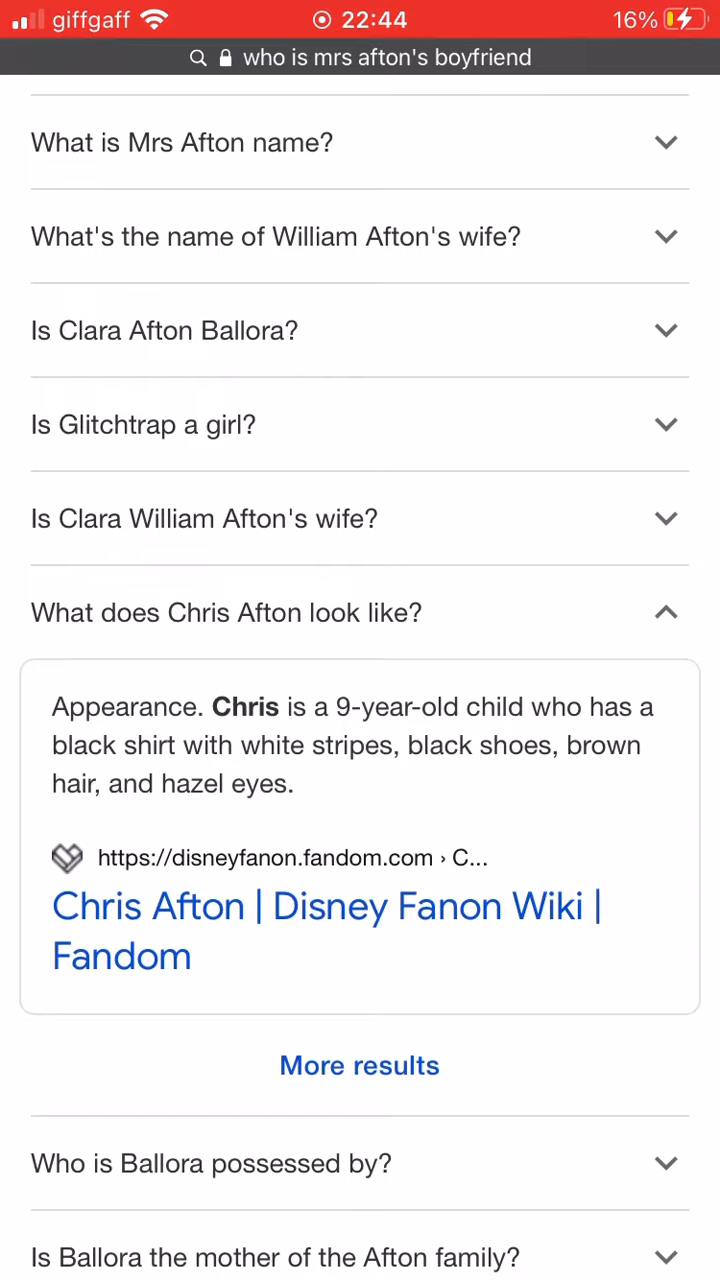 giffgaff 22:44 16%
who is mrs afton's boyfriend
What is Mrs Afton name?
What's the name of William Afton's wife?
Is Clara Afton Ballora?
Is Glitchtrap a girl?
Is Clara William Afton's wife?
What does Chris Afton look like?
Appearance. Chris is a 9-year-old child who has a
black shirt with white stripes, black shoes, brown
hair, and hazel eyes.
https://disneyfanon.fandom.com › C...
Chris Afton | Disney Fanon Wiki |
Fandom
More results
Who is Ballora possessed by?
Is Ballora the mother of the Afton family?